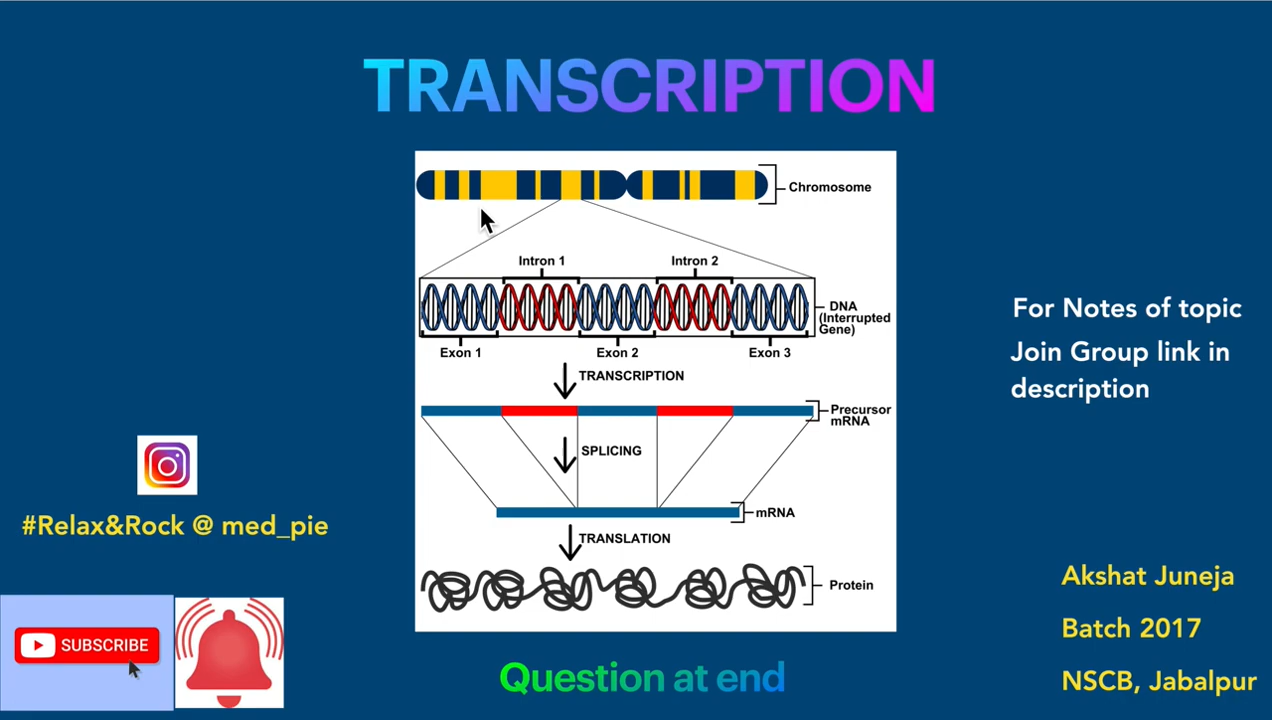 TRANSCRIPTION
Chromosome
Intron 1
Intron 2
DNA
(Interrupted
Gene)
Exon 1
Exon 2
Exon 3
TRANSCRIPTION
Precursor
mRNA
SPLICING
mRNA
TRANSLATION
Protein
For Notes of topic
Join Group link in
description
#Relax&Rock @ med_pie
SUBSCRIBE
Question at end
Akshat Juneja
Batch 2017
NSCB, Jabalpur